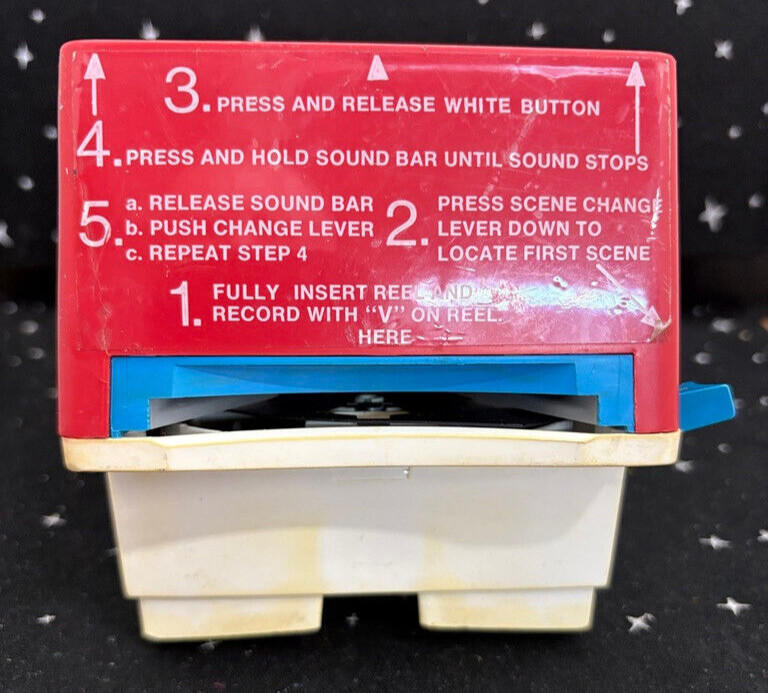 3. PRESS AND RELEASE WHITE BUTTON
4. PRESS AND HOLD SOUND BAR UNTIL SOUND STOPS
5. a. RELEASE SOUND BAR
b. PUSH CHANGE LEVER
c. REPEAT STEP 4
2. PRESS SCENE CHANGE
LEVER DOWN TO
LOCATE FIRST SCENE
1. FULLY INSERT REEL AND
RECORD WITH "V" ON REEL
HERE